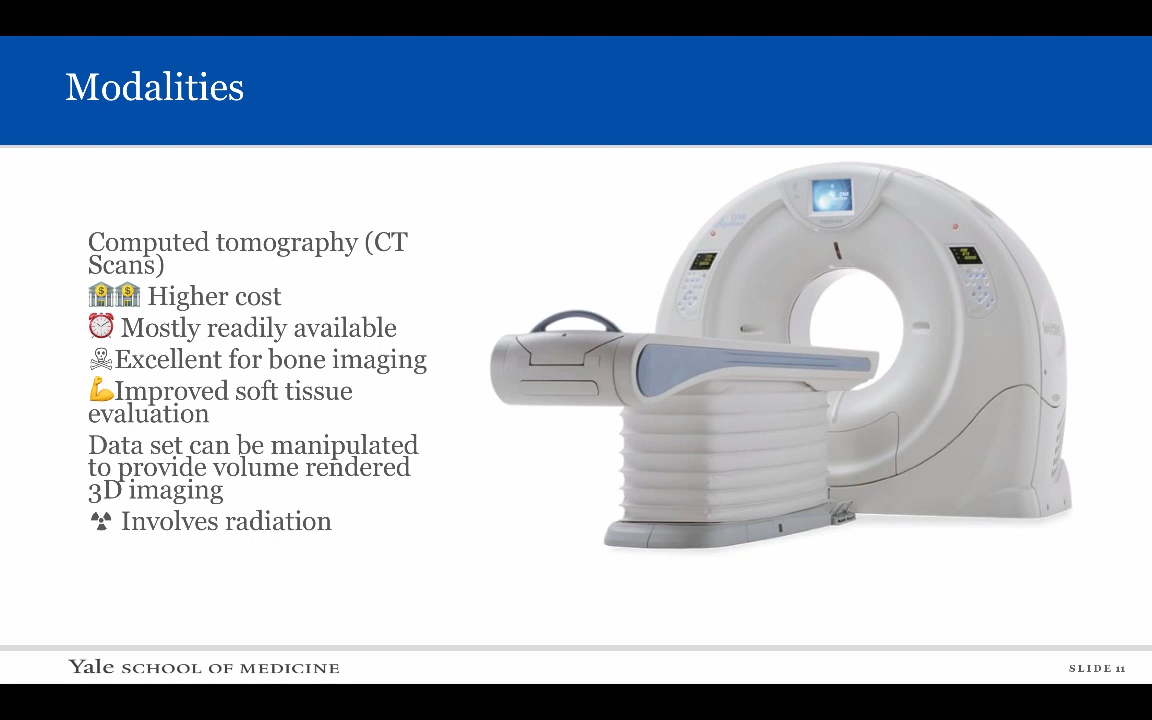 Modalities
Computed tomography (CT
Scans)
🏦🏦 Higher cost
⏰ Mostly readily available
☠Excellent for bone imaging
💪Improved soft tissue
evaluation
Data set can be manipulated
to provide volume rendered
3D imaging
☢ Involves radiation
Yale SCHOOL OF MEDICINE
SLIDE 11